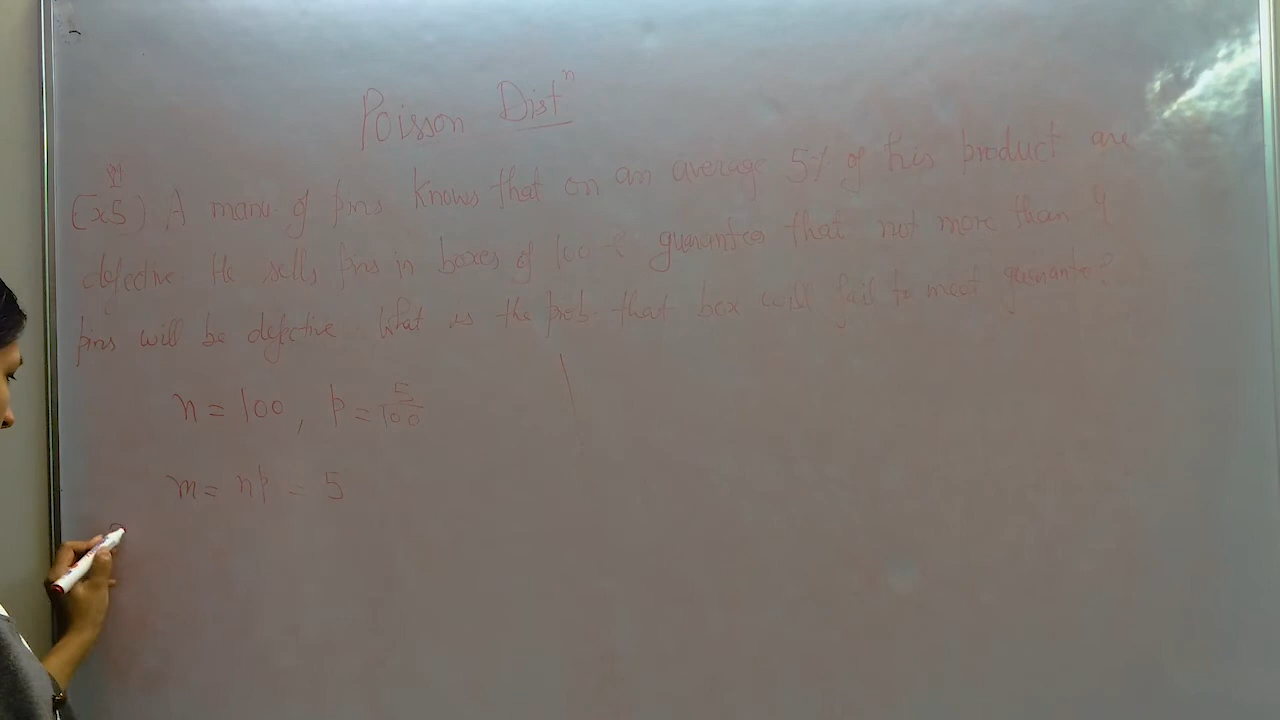 Poisson Distⁿ
(Ex5) A manu. of pins knows that on an average 5% of his product are
defective. He sells pins in boxes of 100 & guarantees that not more than 4
pins will be defective. What is the prob. that box will fail to meet guarante?
n = 100, p = 5/100
m = np = 5